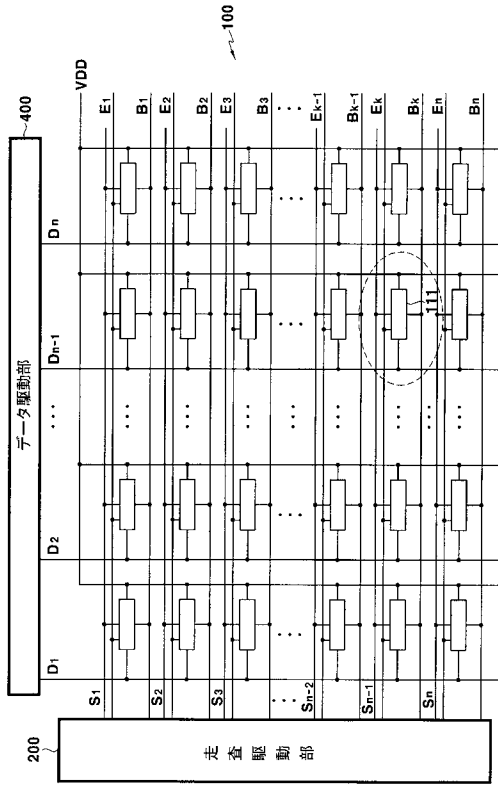 400
データ駆動部
D1
D2
...
Dn-1
Dn
VDD
100
E1
B1
E2
B2
E3
B3
...
Ek-1
Bk-1
Ek
Bk
En
Bn
111
S1
S2
S3
...
Sn-2
Sn-1
Sn
200
走査駆動部